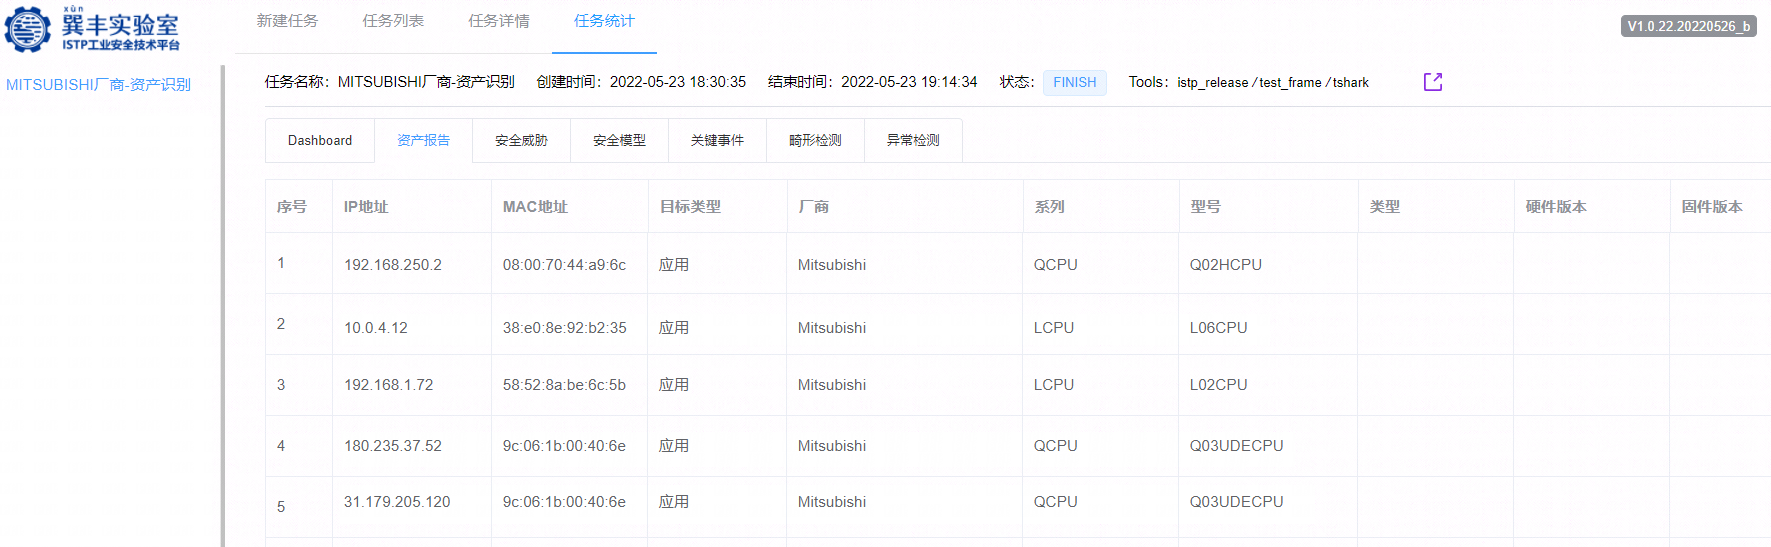 xùn
巽丰实验室
ISTP工业安全技术平台
新建任务 任务列表 任务详情 任务统计
V1.0.22.20220526_b
MITSUBISHI厂商-资产识别
任务名称：MITSUBISHI厂商-资产识别 创建时间：2022-05-23 18:30:35 结束时间：2022-05-23 19:14:34 状态： FINISH Tools：istp_release /test_frame /tshark
Dashboard 资产报告 安全威胁 安全模型 关键事件 畸形检测 异常检测
序号 IP地址 MAC地址 目标类型 厂商 系列 型号 类型 硬件版本 固件版本
1 192.168.250.2 08:00:70:44:a9:6c 应用 Mitsubishi QCPU Q02HCPU
2 10.0.4.12 38:e0:8e:92:b2:35 应用 Mitsubishi LCPU L06CPU
3 192.168.1.72 58:52:8a:be:6c:5b 应用 Mitsubishi LCPU L02CPU
4 180.235.37.52 9c:06:1b:00:40:6e 应用 Mitsubishi QCPU Q03UDECPU
5 31.179.205.120 9c:06:1b:00:40:6e 应用 Mitsubishi QCPU Q03UDECPU